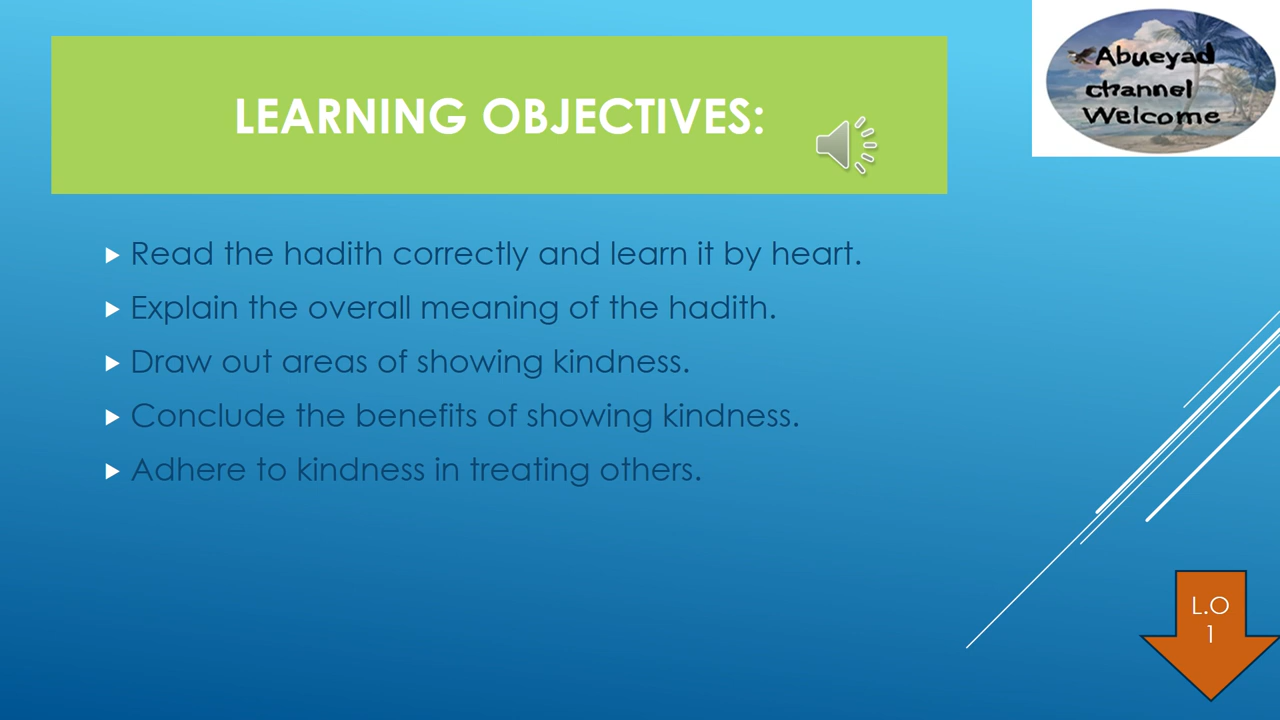 LEARNING OBJECTIVES:
Abueyad
channel
Welcome
Read the hadith correctly and learn it by heart.
Explain the overall meaning of the hadith.
Draw out areas of showing kindness.
Conclude the benefits of showing kindness.
Adhere to kindness in treating others.
L.O
1